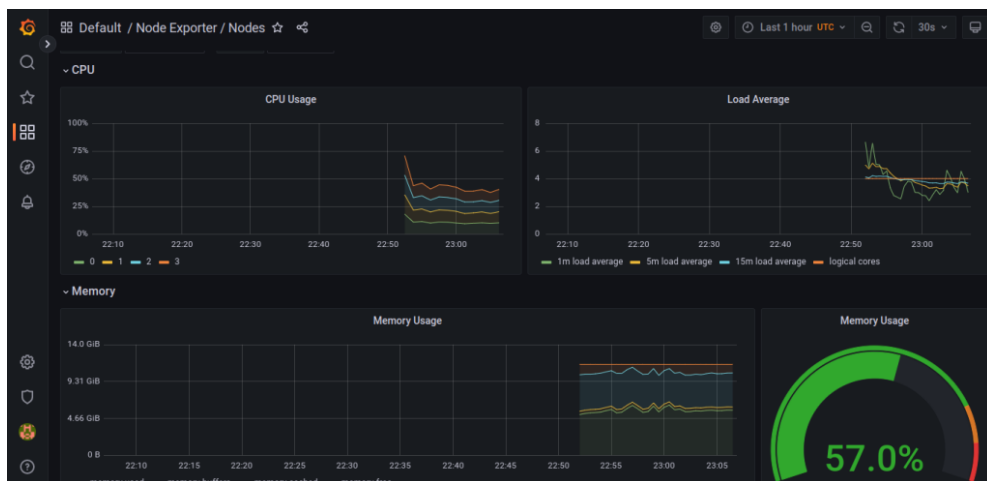 Default / Node Exporter / Nodes
Last 1 hour UTC
30s
CPU
CPU Usage
100%
75%
50%
25%
0%
22:10 22:20 22:30 22:40 22:50 23:00
0 1 2 3
Load Average
8
6
4
2
0
22:10 22:20 22:30 22:40 22:50 23:00
1m load average 5m load average 15m load average logical cores
Memory
Memory Usage
14.0 GiB
9.31 GiB
4.66 GiB
0 B
22:10 22:15 22:20 22:25 22:30 22:35 22:40 22:45 22:50 22:55 23:00 23:05
Memory Usage
57.0%